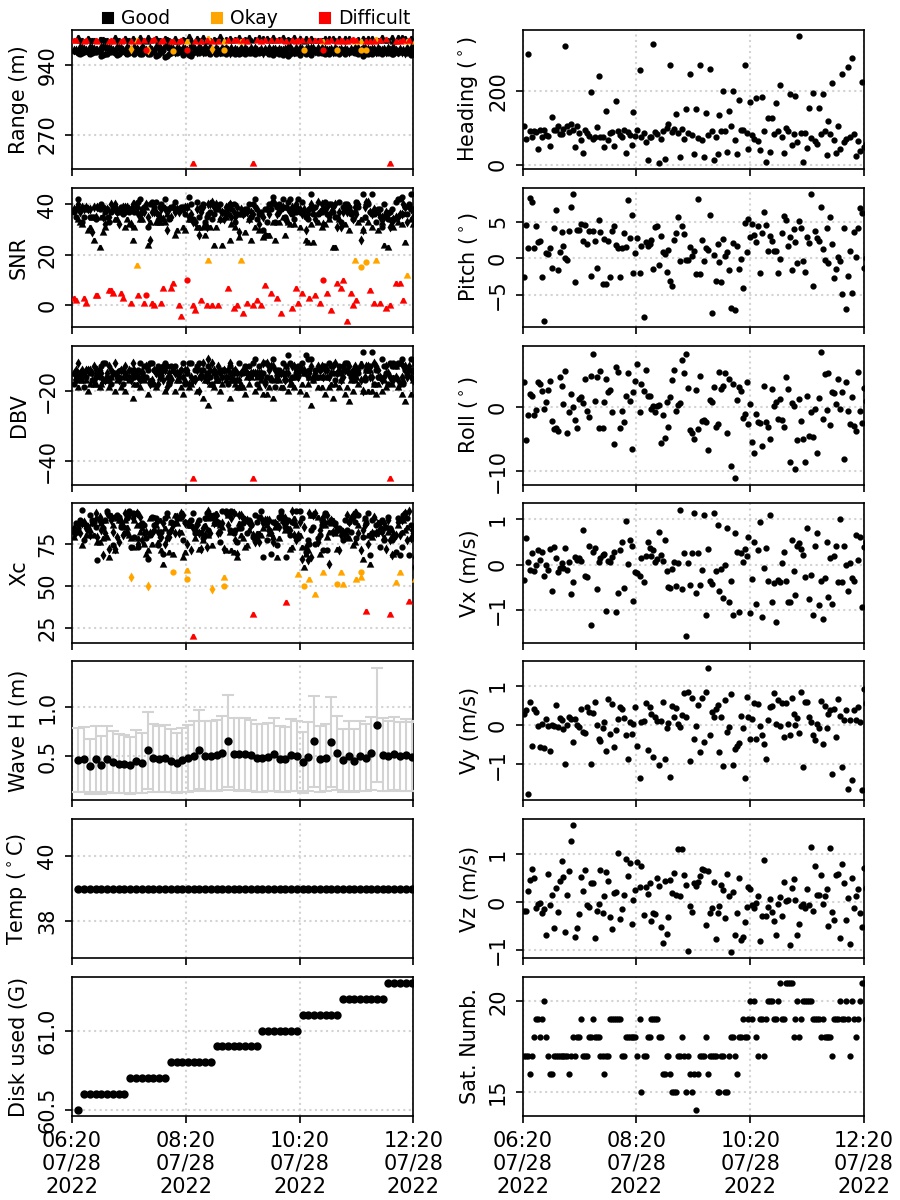 Good Okay Difficult
Range (m)
940
270
Heading (°)
200
0
SNR
40
20
0
Pitch (°)
5
0
−5
DBV
−20
−40
Roll (°)
0
−10
Xc
75
50
25
Vx (m/s)
1
0
−1
Wave H (m)
1.0
0.5
Vy (m/s)
1
0
−1
Temp (°C)
40
38
Vz (m/s)
1
0
−1
Disk used (G)
61.0
60.5
Sat. Numb.
20
15
06:20 08:20 10:20 12:20
07/28 07/28 07/28 07/28
2022 2022 2022 2022
06:20 08:20 10:20 12:20
07/28 07/28 07/28 07/28
2022 2022 2022 2022